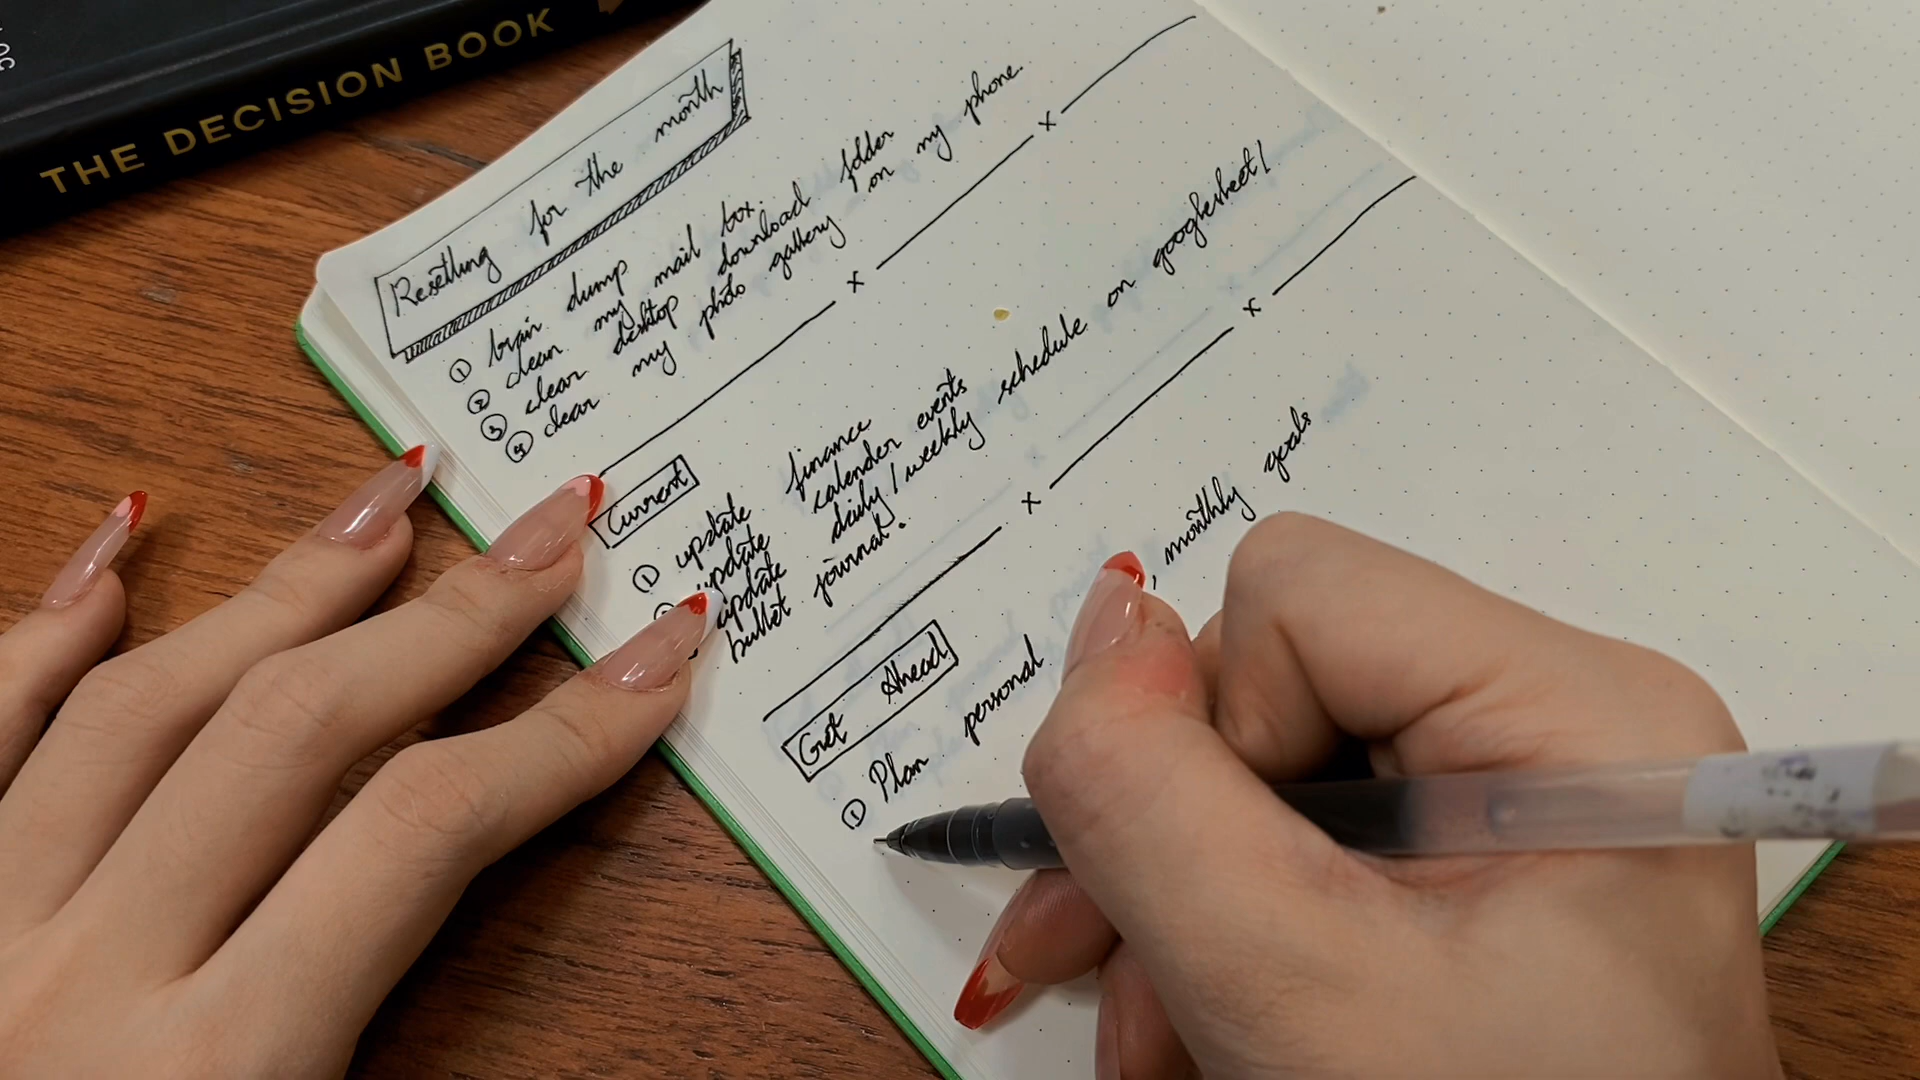 THE DECISION BOOK
Resetting for the month
① brain dump
② clean my mail box.
③ clear desktop download folder
④ clear my photo gallery on my phone.
x x
Current
① update finance
update calender events
update daily / weekly schedule on googlesheet /
bullet journal.
x x
Get Ahead
① Plan personal , monthly goals